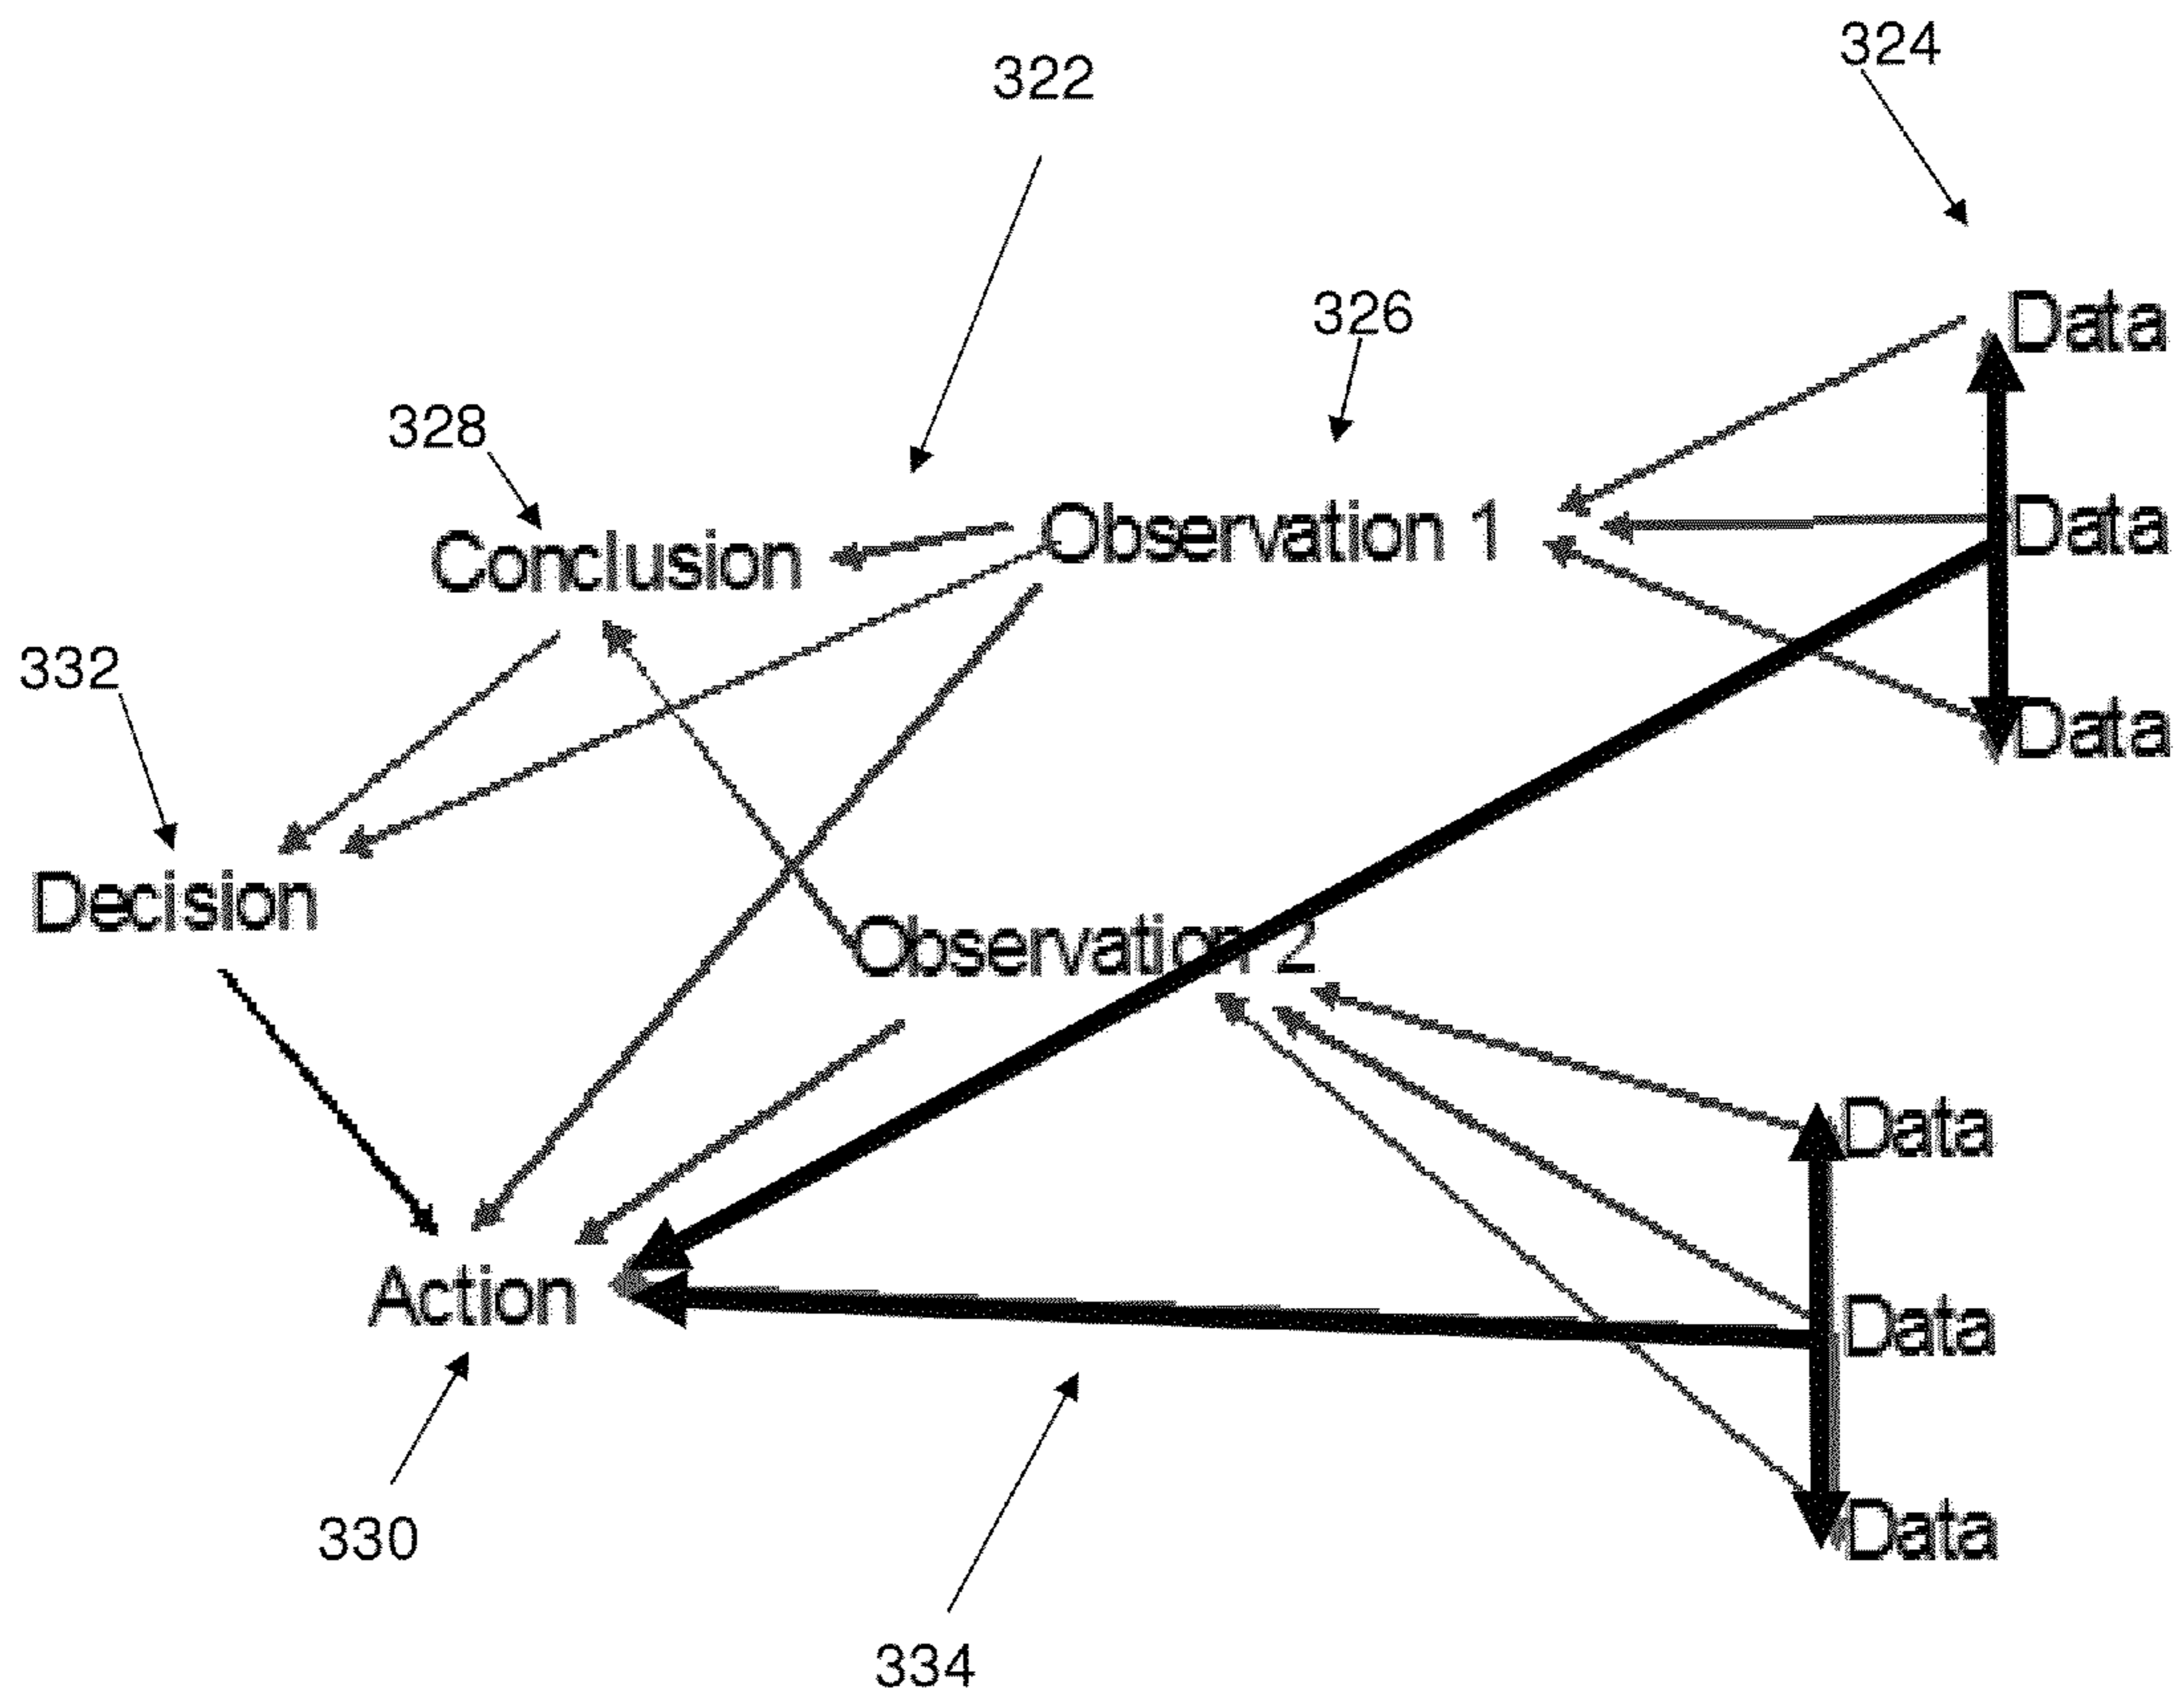 324
322
326
Data
328
Observation 1
Data
Conclusion
332
Data
Decision
Observation 2
Data
Action
Data
330
Data
334